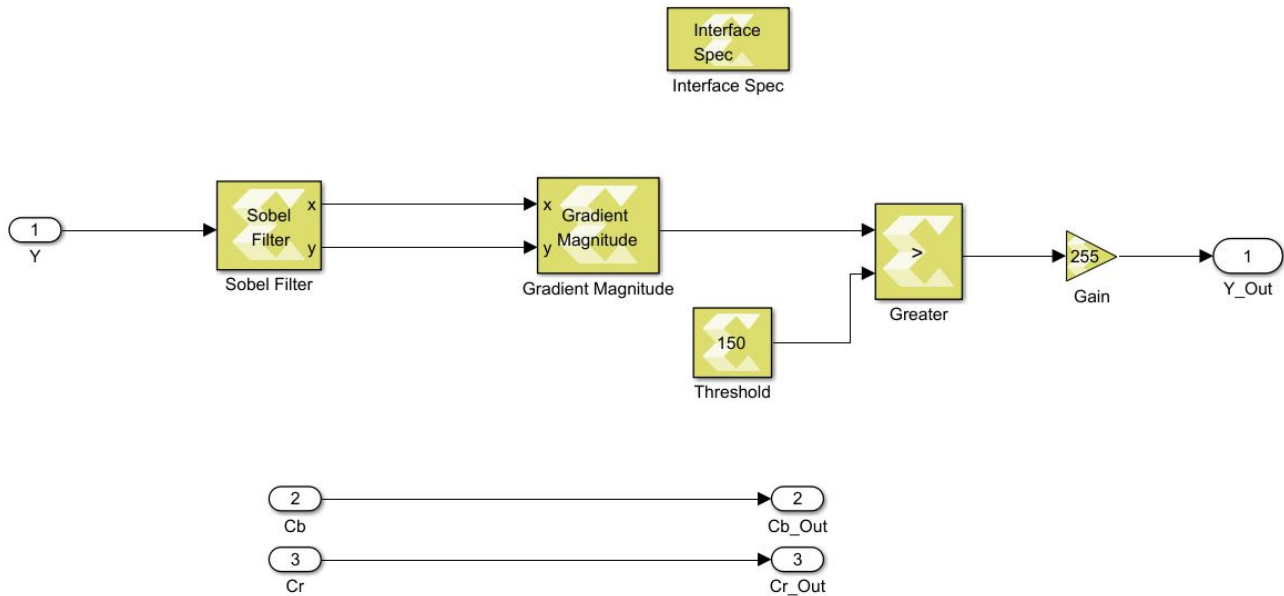 Interface
Spec
Interface Spec
1
Y
Sobel
Filter
x
y
Sobel Filter
x
y
Gradient
Magnitude
Gradient Magnitude
150
Threshold
>
Greater
255
Gain
1
Y_Out
2
Cb
2
Cb_Out
3
Cr
3
Cr_Out